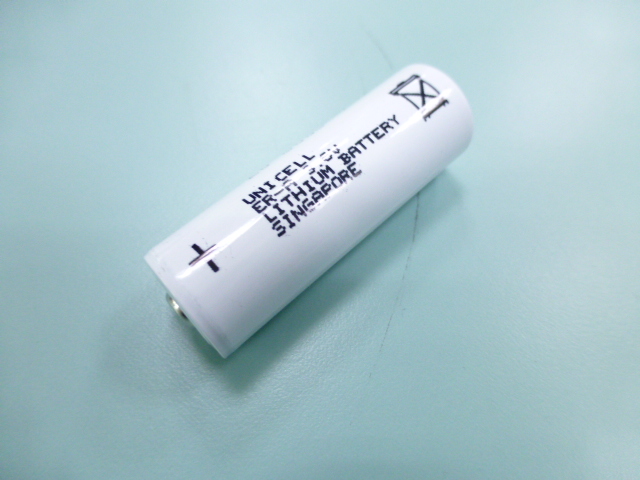 UNICELL
LITHIUM BATTERY
SINGAPORE
+